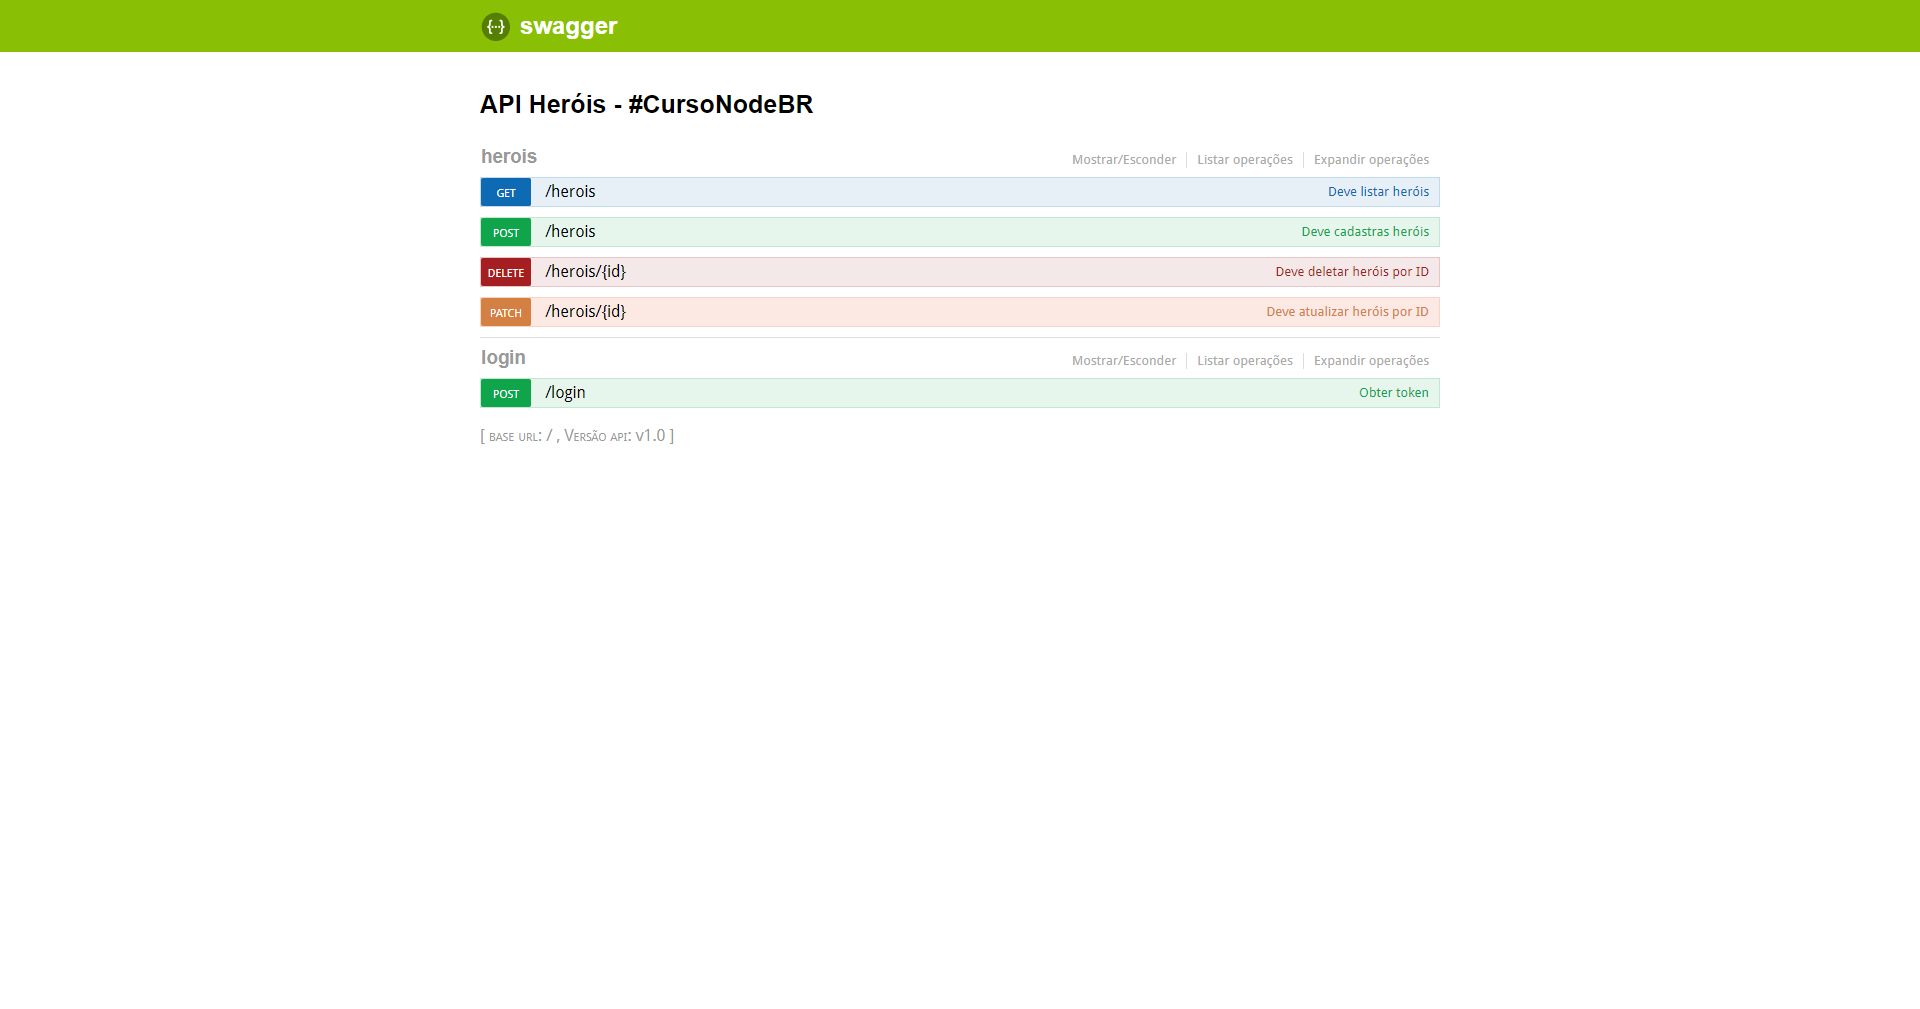 {···} swagger
API Heróis - #CursoNodeBR
herois Mostrar/Esconder Listar operações Expandir operações
GET /herois Deve listar heróis
POST /herois Deve cadastras heróis
DELETE /herois/{id} Deve deletar heróis por ID
PATCH /herois/{id} Deve atualizar heróis por ID
login Mostrar/Esconder Listar operações Expandir operações
POST /login Obter token
[ BASE URL: / , VERSÃO API: v1.0 ]